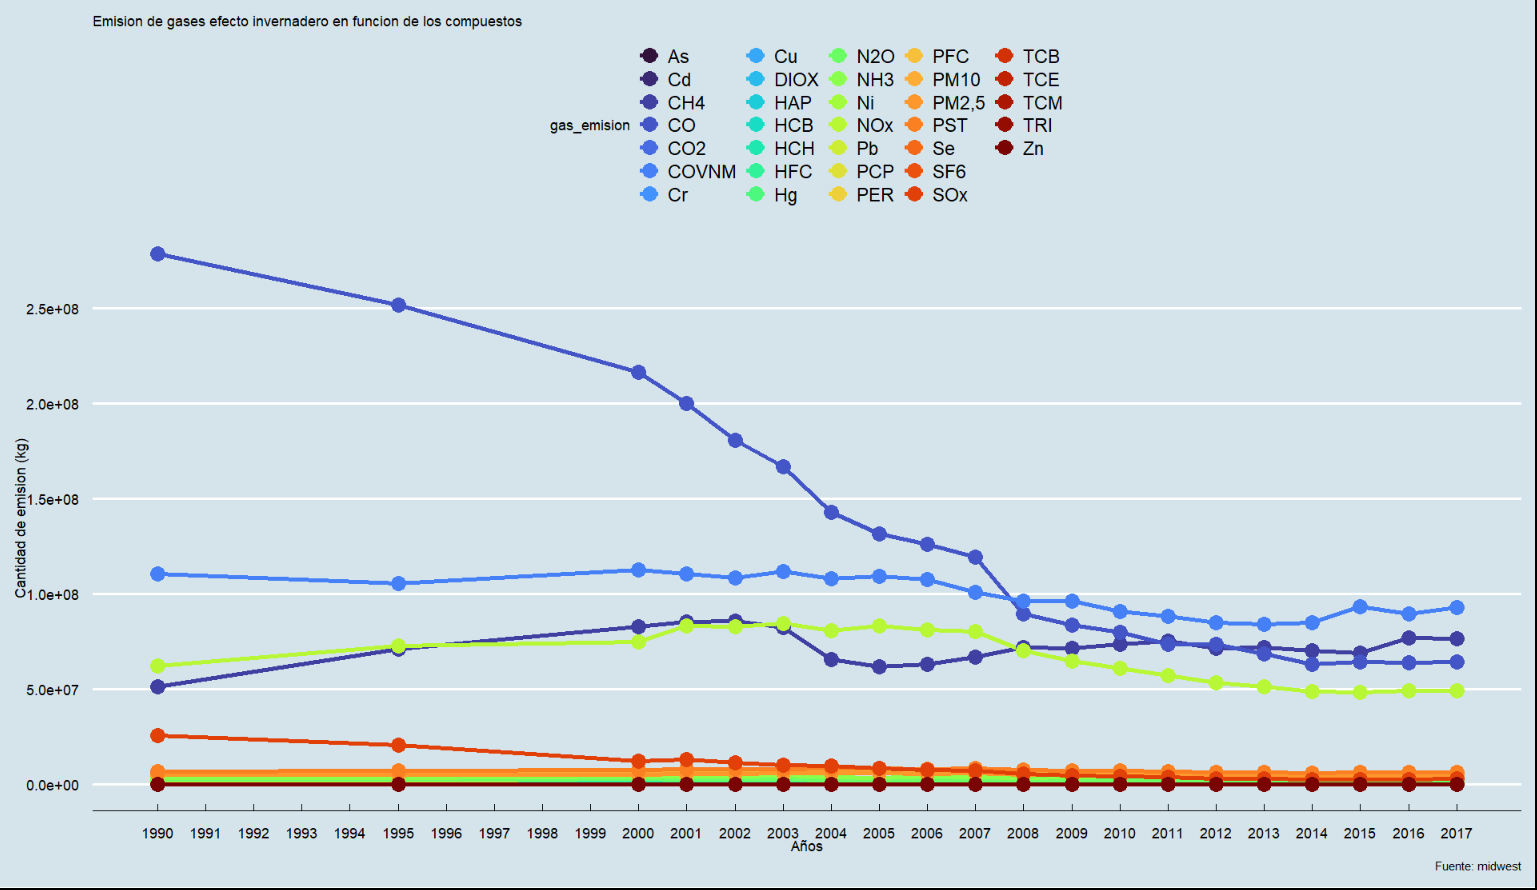 Emision de gases efecto invernadero en funcion de los compuestos
gas_emision
As Cu N2O PFC TCB
Cd DIOX NH3 PM10 TCE
CH4 HAP Ni PM2,5 TCM
CO HCB NOx PST TRI
CO2 HCH Pb Se Zn
COVNM HFC PCP SF6
Cr Hg PER SOx
Cantidad de emision (kg)
2.5e+08
2.0e+08
1.5e+08
1.0e+08
5.0e+07
0.0e+00
1990 1991 1992 1993 1994 1995 1996 1997 1998 1999 2000 2001 2002 2003 2004 2005 2006 2007 2008 2009 2010 2011 2012 2013 2014 2015 2016 2017
Años
Fuente: midwest